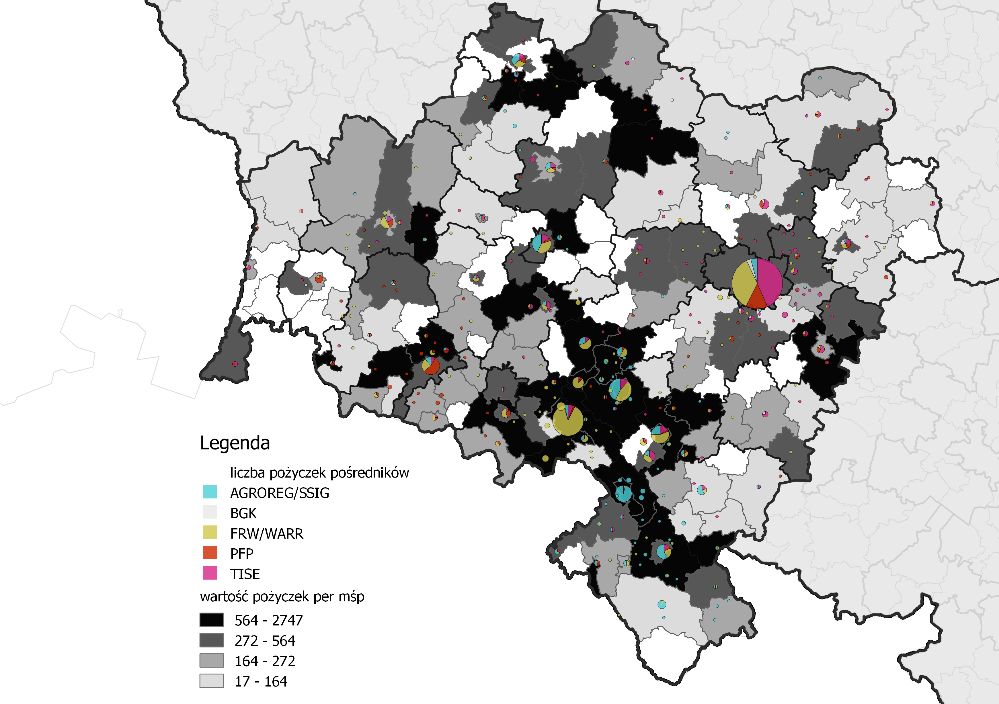 Legenda
liczba pożyczek pośredników
AGROREG/SSIG
BGK
FRW/WARR
PFP
TISE
wartość pożyczek per mśp
564 - 2747
272 - 564
164 - 272
17 - 164